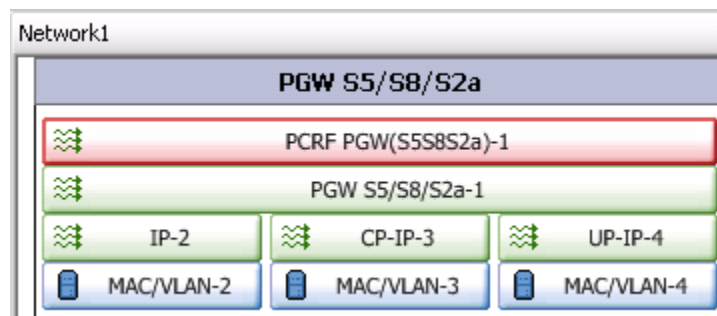 Network1
PGW S5/S8/S2a
PCRF PGW(S5S8S2a)-1
PGW S5/S8/S2a-1
IP-2 CP-IP-3 UP-IP-4
MAC/VLAN-2 MAC/VLAN-3 MAC/VLAN-4